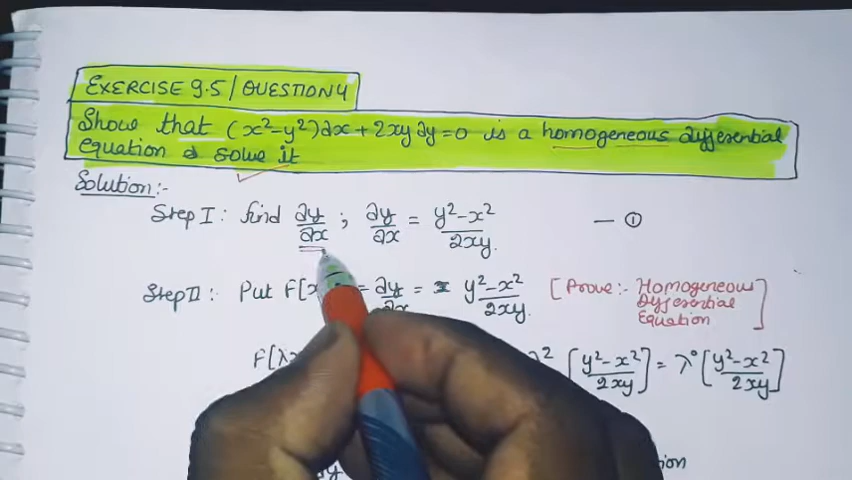 EXERCISE 9.5/QUESTION 4
Show that (x²-y²)dx + 2xy dy = 0 is a homogeneous differential
equation & solve it
Solution:-
Step I: find dy/dx ; dy/dx = y²-x²/2xy. — ①
Step II:- Put F[x = dy/dx = y²-x²/2xy. [Prove:- Homogeneous
Differential
Equation]
F[λ λ² [y²-x²/2xy] = λ° [y²-x²/2xy]